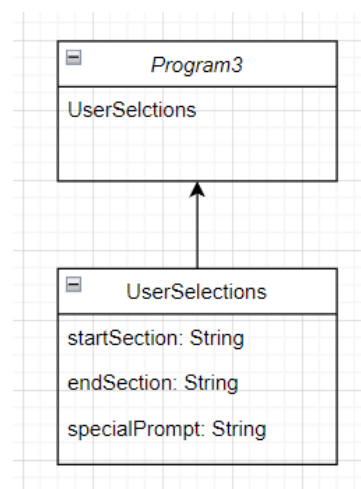 Program3
UserSelctions
UserSelections
startSection: String
endSection: String
specialPrompt: String